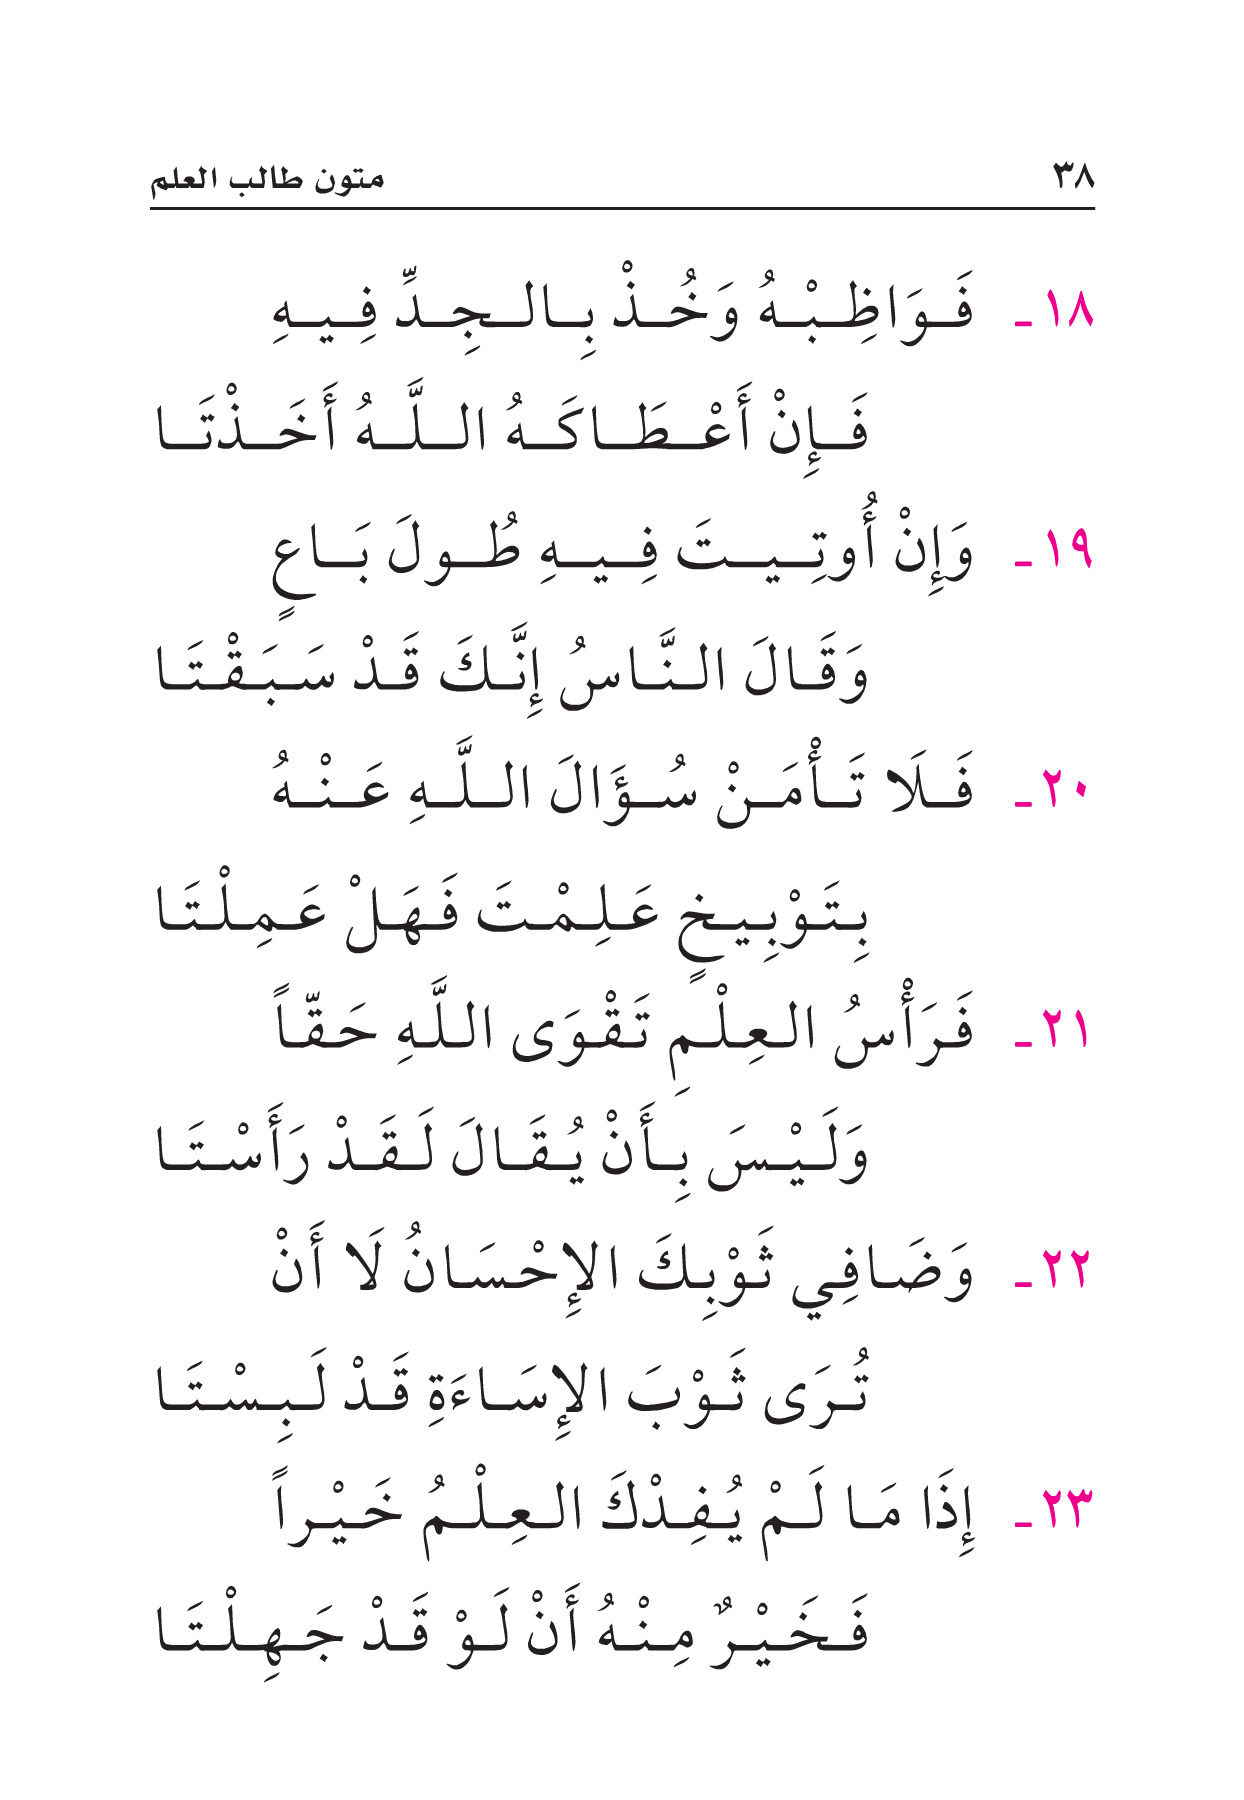 ٣٨ متون طالب العلم
١٨ـ فَوَاظِبْهُ وَخُذْ بِالجِدِّ فِيهِ
فَإِنْ أَعْطَاكَهُ اللَّهُ أَخَذْتَا
١٩ـ وَإِنْ أُوتِيتَ فِيهِ طُولَ بَاعٍ
وَقَالَ النَّاسُ إِنَّكَ قَدْ سَبَقْتَا
٢٠ـ فَلَا تَأْمَنْ سُؤَالَ اللَّهِ عَنْهُ
بِتَوْبِيخٍ عَلِمْتَ فَهَلْ عَمِلْتَا
٢١ـ فَرَأْسُ العِلْمِ تَقْوَى اللَّهِ حَقّاً
وَلَيْسَ بِأَنْ يُقَالَ لَقَدْ رَأَسْتَا
٢٢ـ وَضَافِي ثَوْبِكَ الإِحْسَانُ لَا أَنْ
تُرَى ثَوْبَ الإِسَاءَةِ قَدْ لَبِسْتَا
٢٣ـ إِذَا مَا لَمْ يُفِدْكَ العِلْمُ خَيْراً
فَخَيْرٌ مِنْهُ أَنْ لَوْ قَدْ جَهِلْتَا